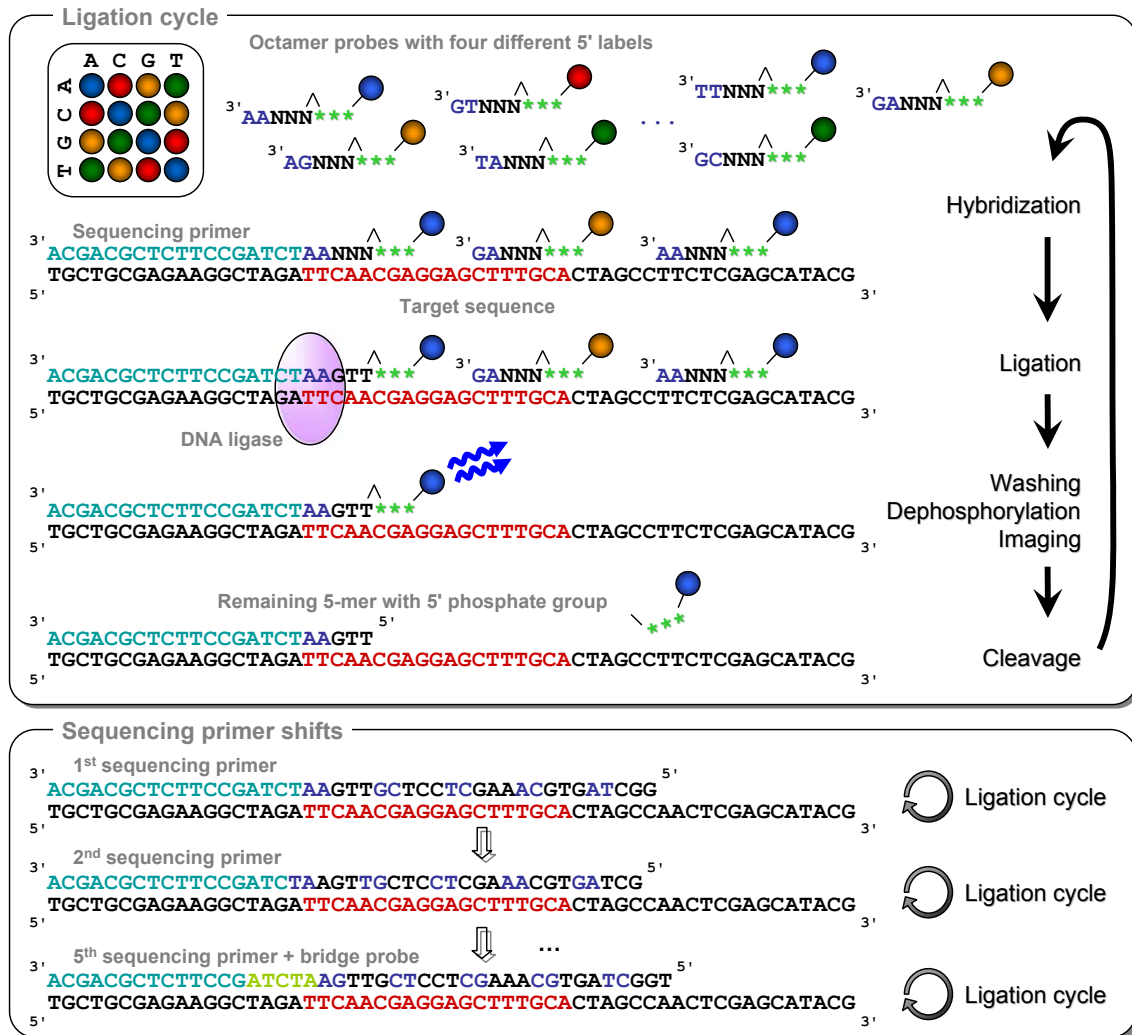 Ligation cycle
A C G T
A
C
G
T
Octamer probes with four different 5' labels
3' AANNN^***
3' GTNNN^***
3' TTNNN^***
3' GANNN^***
3' AGNNN^***
3' TANNN^***
...
3' GCNNN^***
Hybridization
Sequencing primer
3' ACGACGCTCTTCCGATCTAANNN^*** 3' GANNN^*** 3' AANNN^***
TGCTGCGAGAAGGCTAGATTCAACGAGGAGCTTTGCACTAGCCTTCTCGAGCATACG
5' 3'
Target sequence
Ligation
3' ACGACGCTCTTCCGATCTAAGTT^*** 3' GANNN^*** 3' AANNN^***
TGCTGCGAGAAGGCTAGATTCAACGAGGAGCTTTGCACTAGCCTTCTCGAGCATACG
5' 3'
DNA ligase
Washing
Dephosphorylation
Imaging
3' ACGACGCTCTTCCGATCTAAGTT^***
TGCTGCGAGAAGGCTAGATTCAACGAGGAGCTTTGCACTAGCCTTCTCGAGCATACG
5' 3'
Remaining 5-mer with 5' phosphate group
\***
3' 5'
ACGACGCTCTTCCGATCTAAGTT
TGCTGCGAGAAGGCTAGATTCAACGAGGAGCTTTGCACTAGCCTTCTCGAGCATACG
5' 3'
Cleavage
Sequencing primer shifts
1st sequencing primer
3' 5'
ACGACGCTCTTCCGATCTAAGTTGCTCCTCGAAACGTGATCGG
TGCTGCGAGAAGGCTAGATTCAACGAGGAGCTTTGCACTAGCCAACTCGAGCATACG
5' 3'
Ligation cycle
2nd sequencing primer
3' 5'
ACGACGCTCTTCCGATCTAAGTTGCTCCTCGAAACGTGATCG
TGCTGCGAGAAGGCTAGATTCAACGAGGAGCTTTGCACTAGCCAACTCGAGCATACG
5' 3'
Ligation cycle
...
5th sequencing primer + bridge probe
3' 5'
ACGACGCTCTTCCGATCTAAGTTGCTCCTCGAAACGTGATCGGT
TGCTGCGAGAAGGCTAGATTCAACGAGGAGCTTTGCACTAGCCAACTCGAGCATACG
5' 3'
Ligation cycle